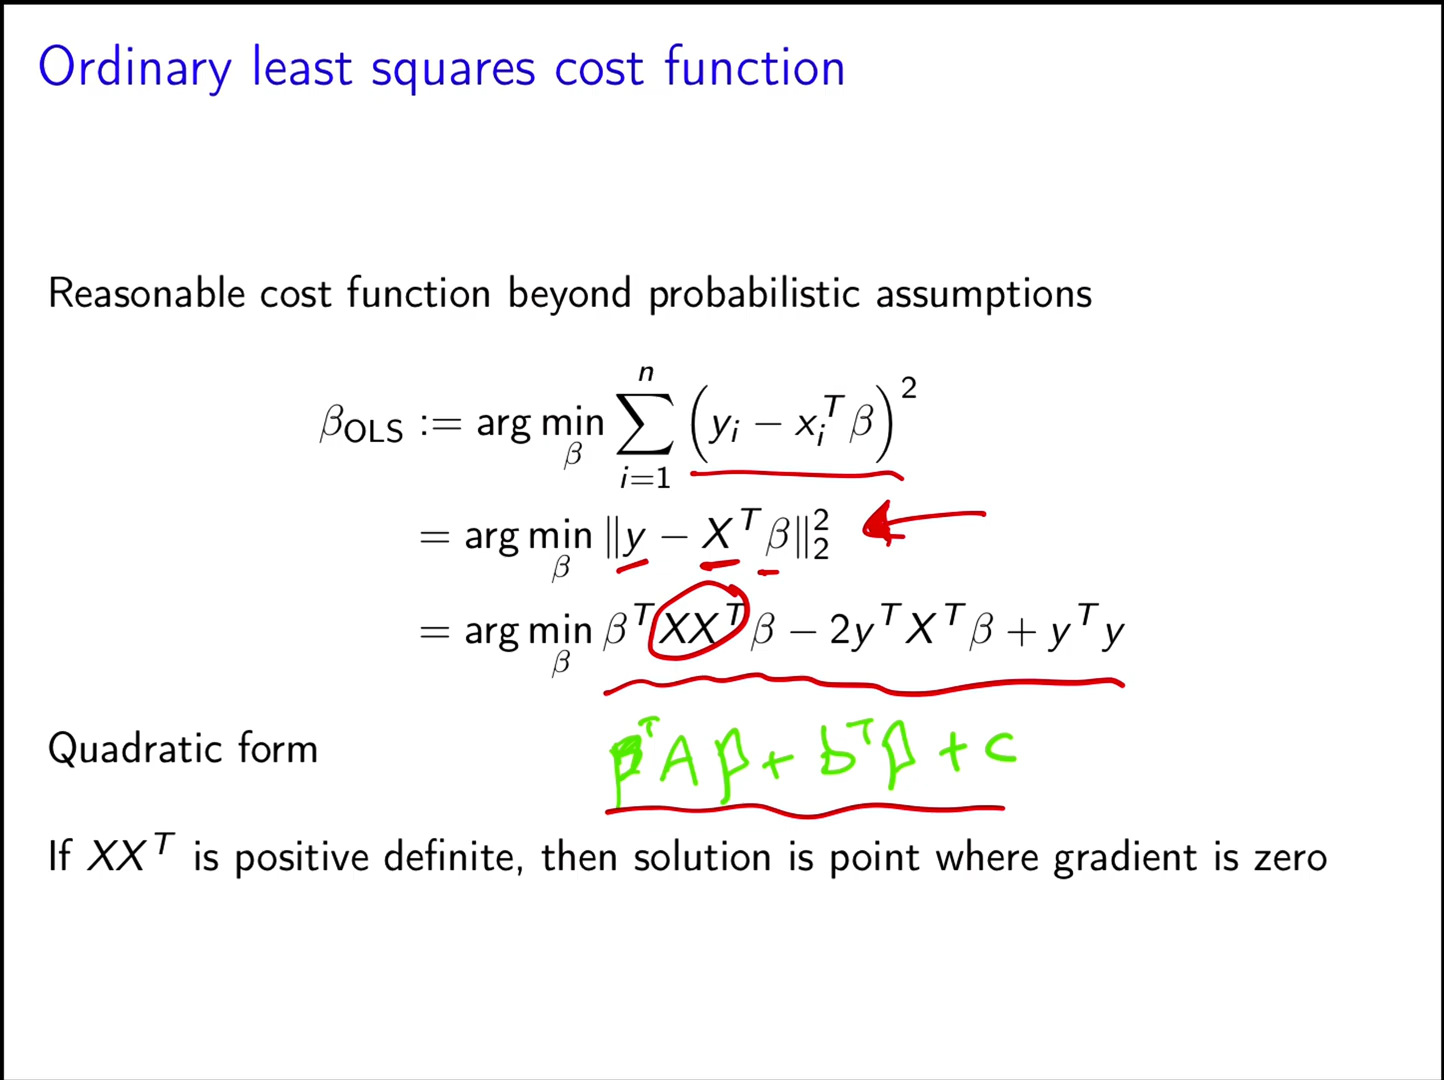 Ordinary least squares cost function
Reasonable cost function beyond probabilistic assumptions
β_OLS := arg min_β ∑_{i=1}^{n} (y_i − x_i^T β)^2
= arg min_β ||y − X^T β||_2^2
= arg min_β β^T XX^T β − 2y^T X^T β + y^T y
Quadratic form β^T A β + b^T β + c
If XX^T is positive definite, then solution is point where gradient is zero